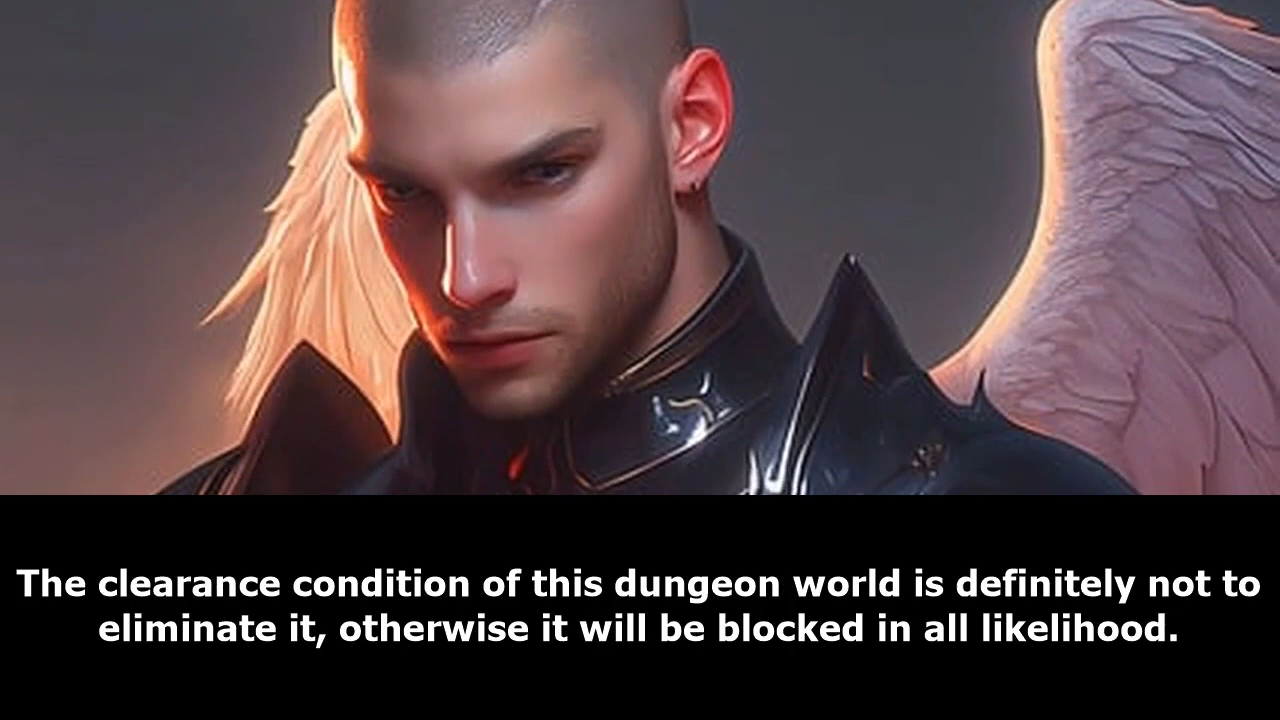 The clearance condition of this dungeon world is definitely not to
eliminate it, otherwise it will be blocked in all likelihood.